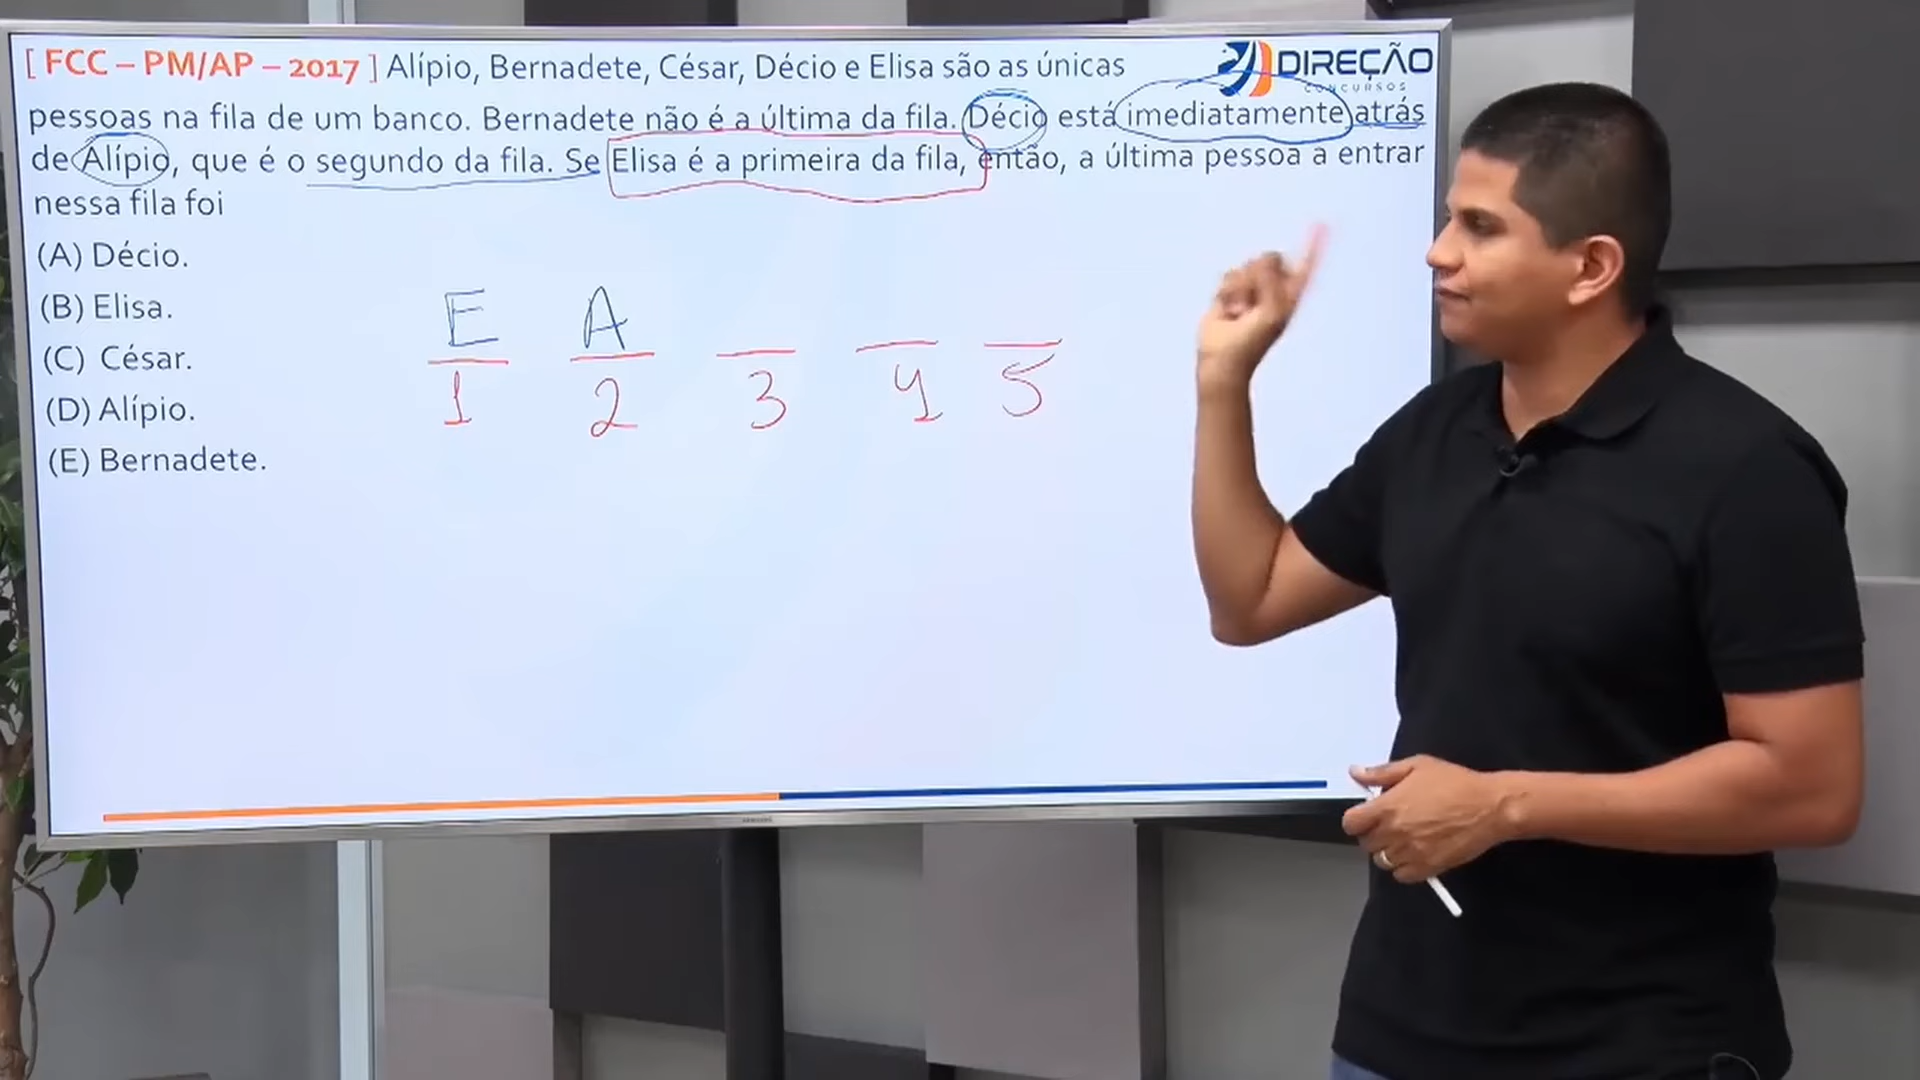 [ FCC – PM/AP – 2017 ] Alípio, Bernadete, César, Décio e Elisa são as únicas
DIREÇÃO
CONCURSOS
pessoas na fila de um banco. Bernadete não é a última da fila. Décio está imediatamente atrás
de Alípio, que é o segundo da fila. Se Elisa é a primeira da fila, então, a última pessoa a entrar
nessa fila foi
(A) Décio.
(B) Elisa.
(C) César.
(D) Alípio.
(E) Bernadete.
E A
1 2 3 4 5
SAMSUNG